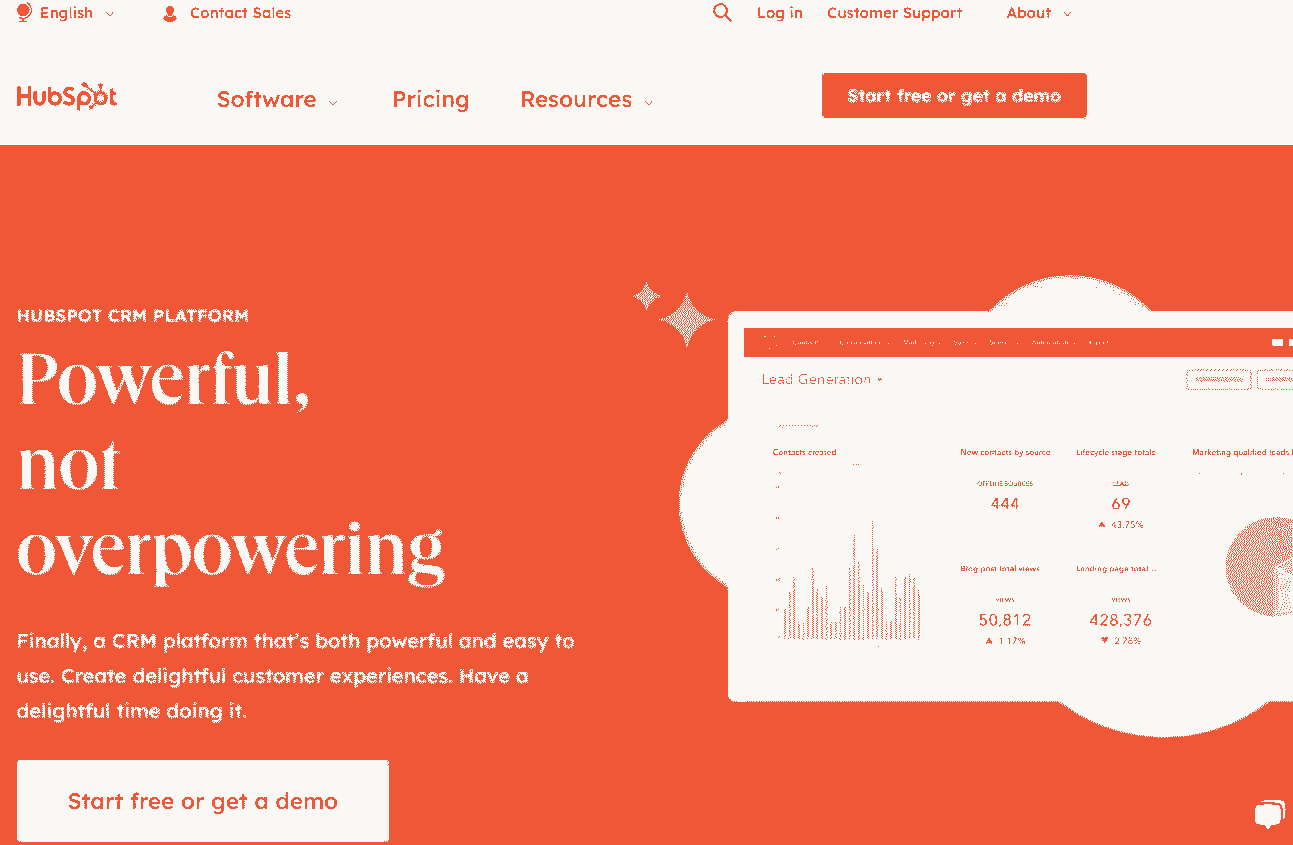 English
Contact Sales
Log in
Customer Support
About
HubSpot
Software
Pricing
Resources
Start free or get a demo
HUBSPOT CRM PLATFORM
Powerful,
not
overpowering
Finally, a CRM platform that's both powerful and easy to
use. Create delightful customer experiences. Have a
delightful time doing it.
Start free or get a demo
Lead Generation
Contacts created
New contacts by source
Lifecycle stage totals
Marketing qualified leads
OFFLINE SOURCES
LEAD
444
69
43.75%
Blog post total views
Landing page total ...
VIEWS
VIEWS
50,812
428,376
1.17%
2.78%